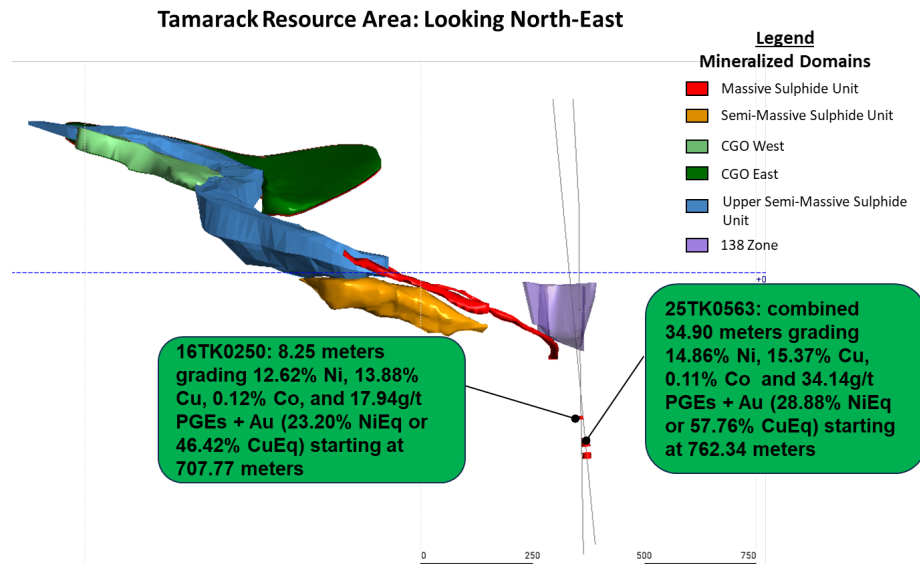 Tamarack Resource Area: Looking North-East
Legend
Mineralized Domains
Massive Sulphide Unit
Semi-Massive Sulphide Unit
CGO West
CGO East
Upper Semi-Massive Sulphide
Unit
138 Zone
+0
16TK0250: 8.25 meters
grading 12.62% Ni, 13.88%
Cu, 0.12% Co, and 17.94g/t
PGEs + Au (23.20% NiEq or
46.42% CuEq) starting at
707.77 meters
25TK0563: combined
34.90 meters grading
14.86% Ni, 15.37% Cu,
0.11% Co and 34.14g/t
PGEs + Au (28.88% NiEq
or 57.76% CuEq) starting
at 762.34 meters
0 250 500 750